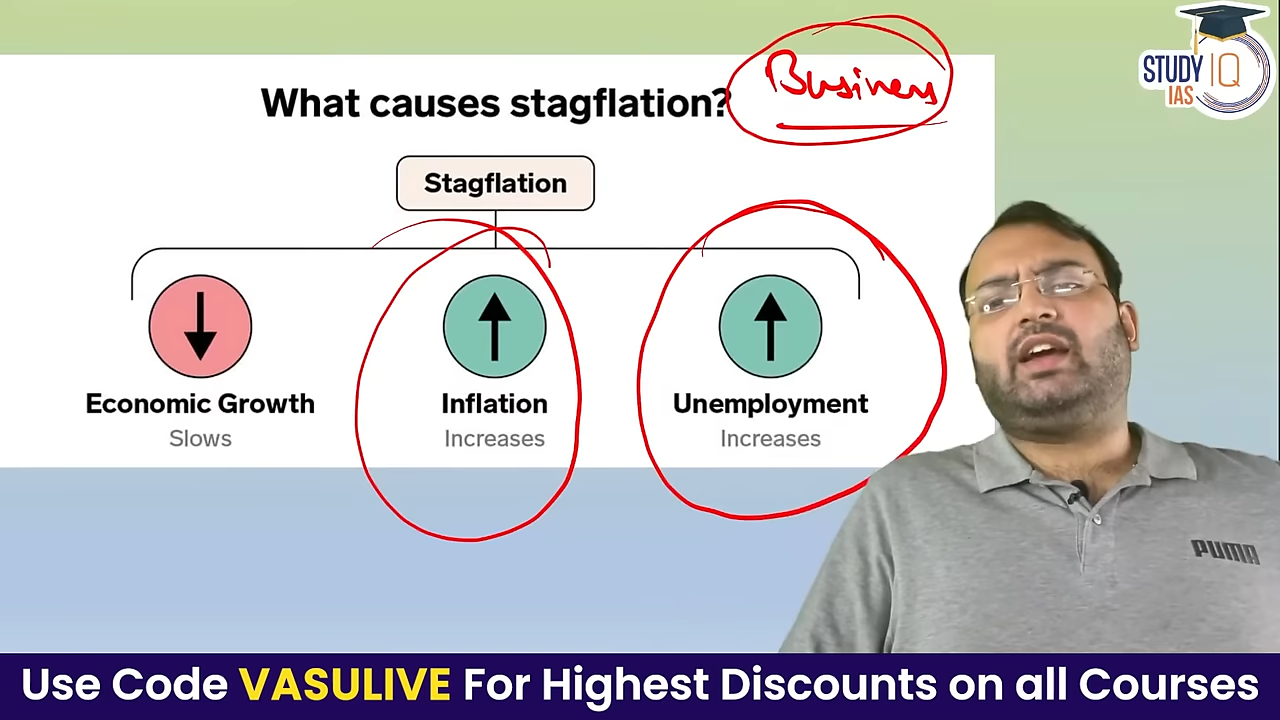 What causes stagflation?
Business
STUDY IQ
IAS
Stagflation
Economic Growth
Slows
Inflation
Increases
Unemployment
Increases
PUMA
Use Code VASULIVE For Highest Discounts on all Courses